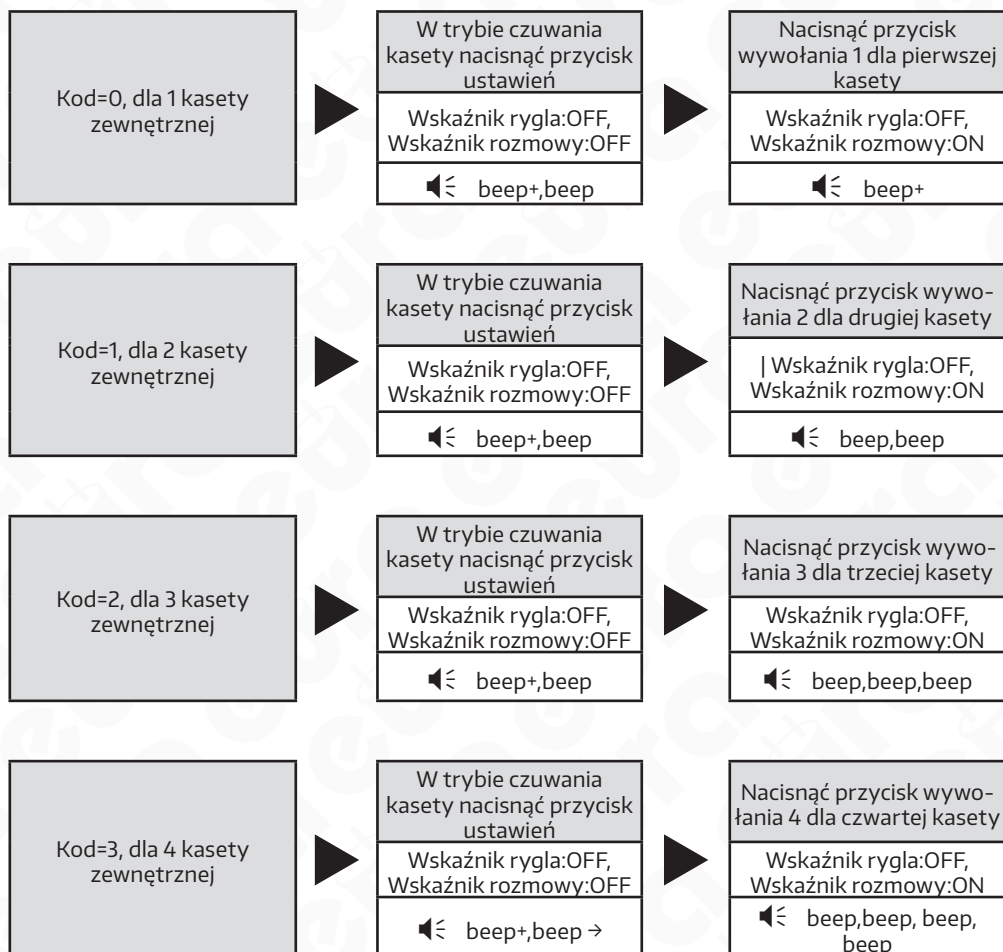 Kod=0, dla 1 kasety
zewnętrznej
W trybie czuwania
kasety nacisnąć przycisk
ustawień
Wskaźnik rygla:OFF,
Wskaźnik rozmowy:OFF
beep+,beep
Nacisnąć przycisk
wywołania 1 dla pierwszej
kasety
Wskaźnik rygla:OFF,
Wskaźnik rozmowy:ON
beep+
Kod=1, dla 2 kasety
zewnętrznej
W trybie czuwania
kasety nacisnąć przycisk
ustawień
Wskaźnik rygla:OFF,
Wskaźnik rozmowy:OFF
beep+,beep
Nacisnąć przycisk wywo-
łania 2 dla drugiej kasety
| Wskaźnik rygla:OFF,
Wskaźnik rozmowy:ON
beep,beep
Kod=2, dla 3 kasety
zewnętrznej
W trybie czuwania
kasety nacisnąć przycisk
ustawień
Wskaźnik rygla:OFF,
Wskaźnik rozmowy:OFF
beep+,beep
Nacisnąć przycisk wywo-
łania 3 dla trzeciej kasety
Wskaźnik rygla:OFF,
Wskaźnik rozmowy:ON
beep,beep,beep
Kod=3, dla 4 kasety
zewnętrznej
W trybie czuwania
kasety nacisnąć przycisk
ustawień
Wskaźnik rygla:OFF,
Wskaźnik rozmowy:OFF
beep+,beep →
Nacisnąć przycisk wywo-
łania 4 dla czwartej kasety
Wskaźnik rygla:OFF,
Wskaźnik rozmowy:ON
beep,beep, beep,
beep